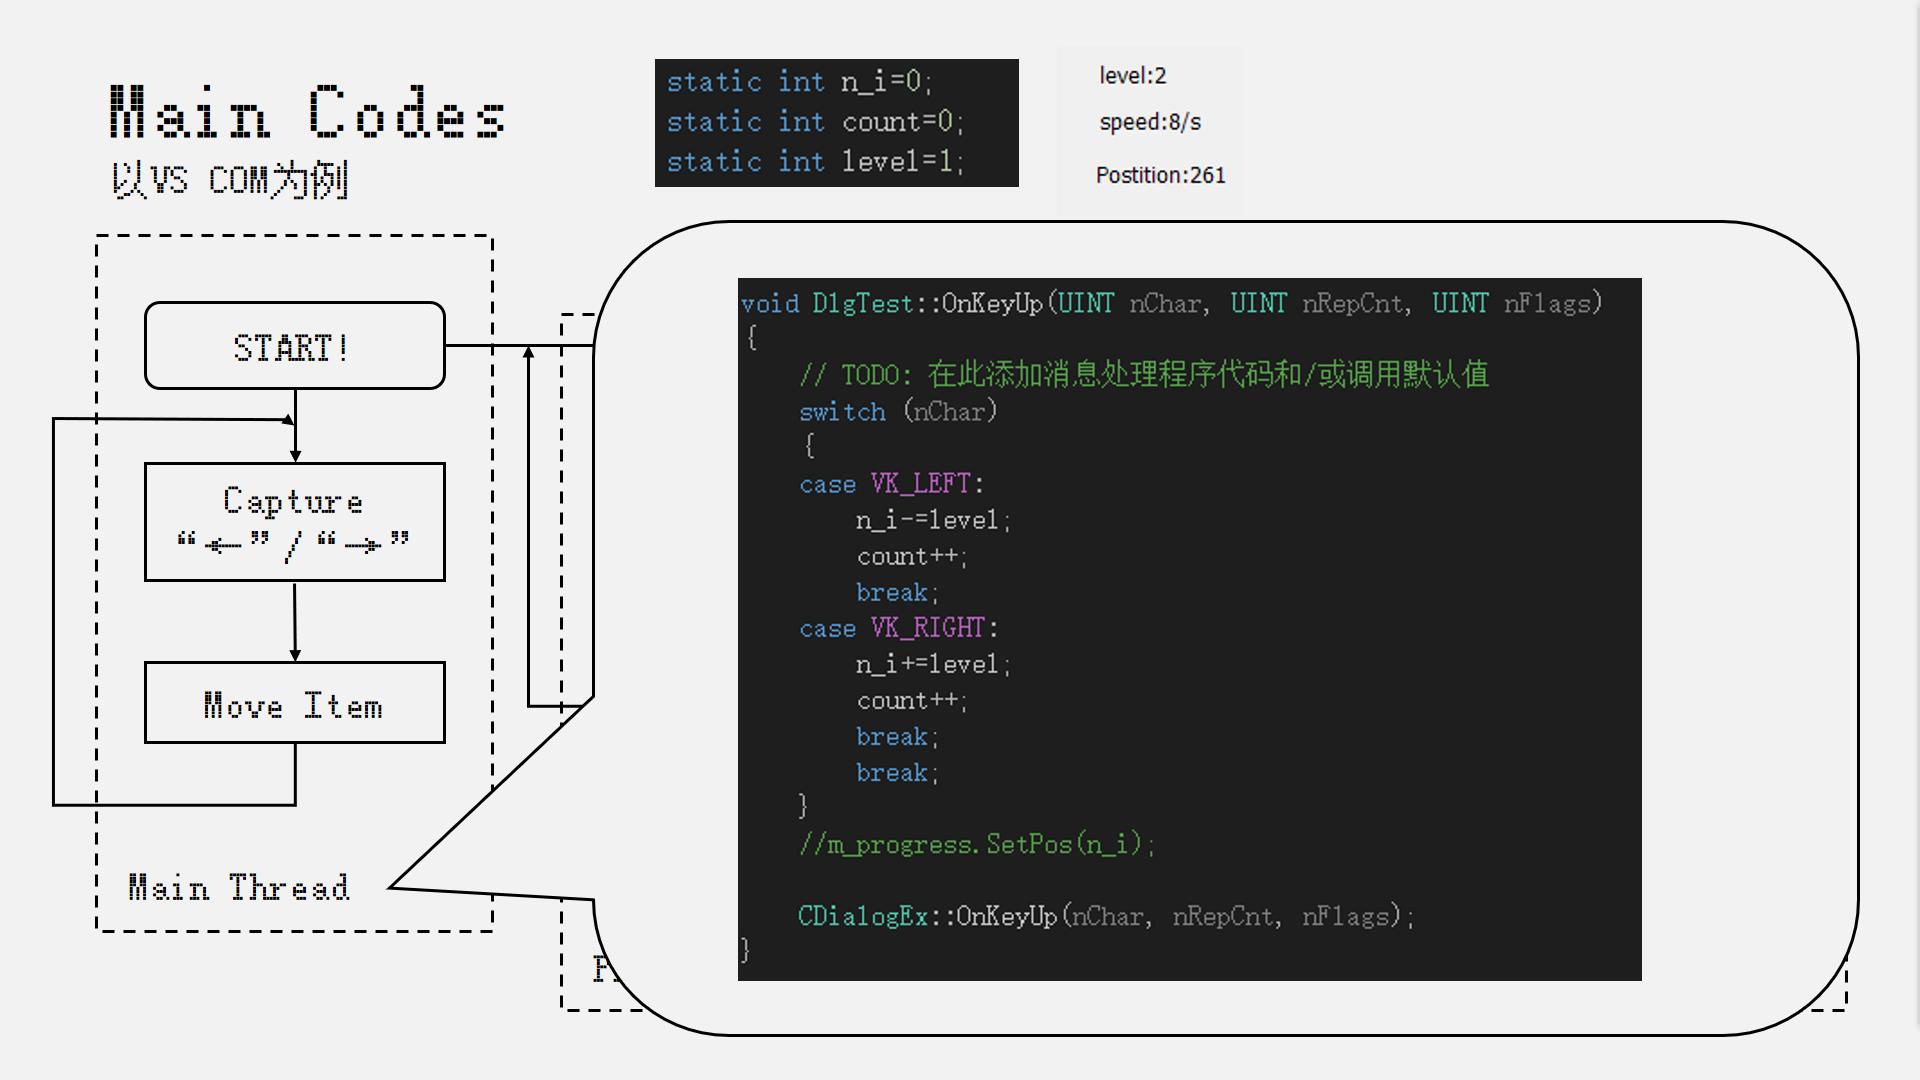 Main Codes
以VS COM为例
static int n_i=0;
static int count=0;
static int level=1;
level:2
speed:8/s
Postition:261
START!
Capture
“←”/“→”
Move Item
Main Thread
void DlgTest::OnKeyUp(UINT nChar, UINT nRepCnt, UINT nFlags)
{
// TODO: 在此添加消息处理程序代码和/或调用默认值
switch (nChar)
{
case VK_LEFT:
n_i-=level;
count++;
break;
case VK_RIGHT:
n_i+=level;
count++;
break;
break;
}
//m_progress.SetPos(n_i);
CDialogEx::OnKeyUp(nChar, nRepCnt, nFlags);
}